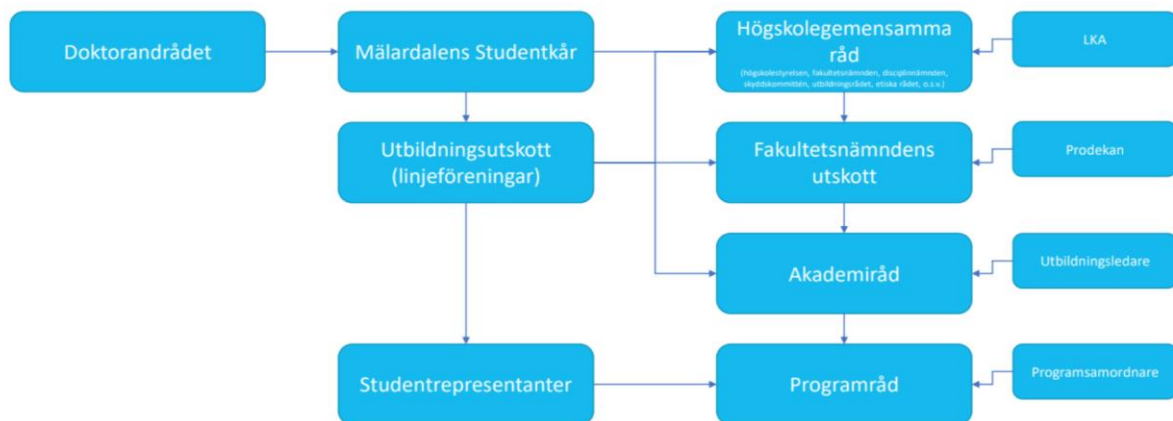 Doktorandrådet
Mälardalens Studentkår
Högskolegemensamma
råd
(högskolestyrelsen, fakultetsnämnden, disciplinnämnden,
skyddskommittén, utbildningsrådet, etiska rådet, o.s.v.)
LKA
Utbildningsutskott
(linjeföreningar)
Fakultetsnämndens
utskott
Prodekan
Akademiråd
Utbildningsledare
Studentrepresentanter
Programråd
Programsamordnare